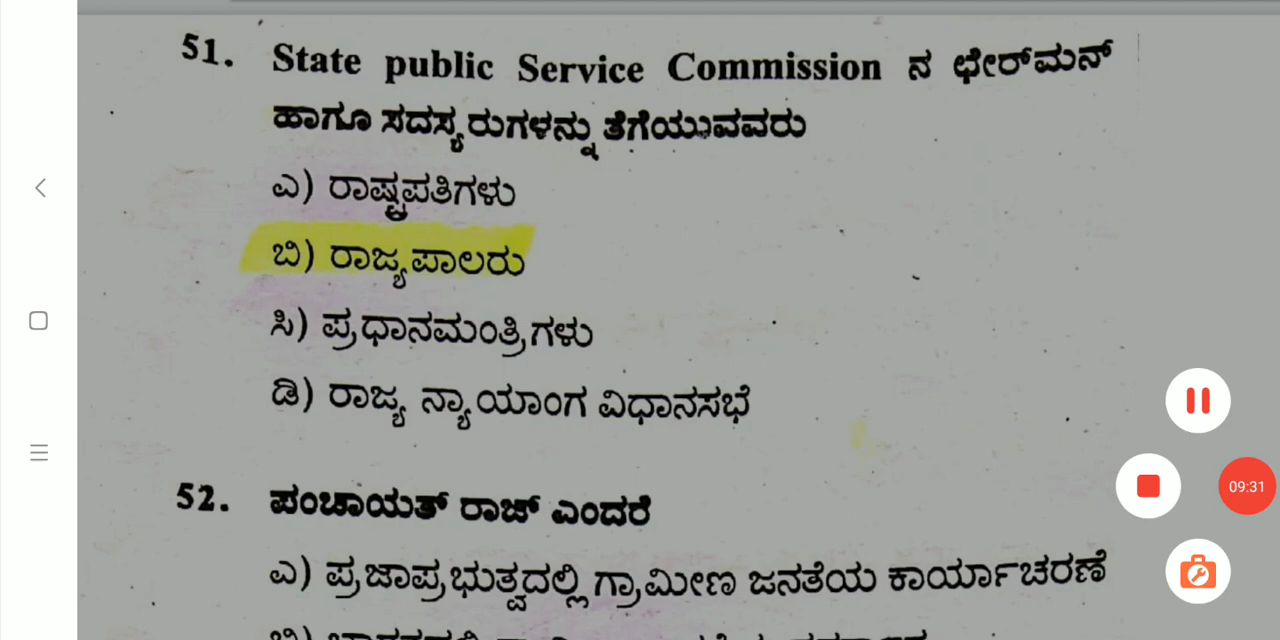 51. State public Service Commission ನ ಛೇರ್‌ಮನ್
ಹಾಗೂ ಸದಸ್ಯರುಗಳನ್ನು ತೆಗೆಯುವವರು
ಎ) ರಾಷ್ಟ್ರಪತಿಗಳು
ಬಿ) ರಾಜ್ಯಪಾಲರು
ಸಿ) ಪ್ರಧಾನಮಂತ್ರಿಗಳು
ಡಿ) ರಾಜ್ಯ ನ್ಯಾಯಾಂಗ ವಿಧಾನಸಭೆ
09:31
52. ಪಂಚಾಯತ್ ರಾಜ್ ಎಂದರೆ
ಎ) ಪ್ರಜಾಪ್ರಭುತ್ವದಲ್ಲಿ ಗ್ರಾಮೀಣ ಜನತೆಯ ಕಾರ್ಯಾಚರಣೆ